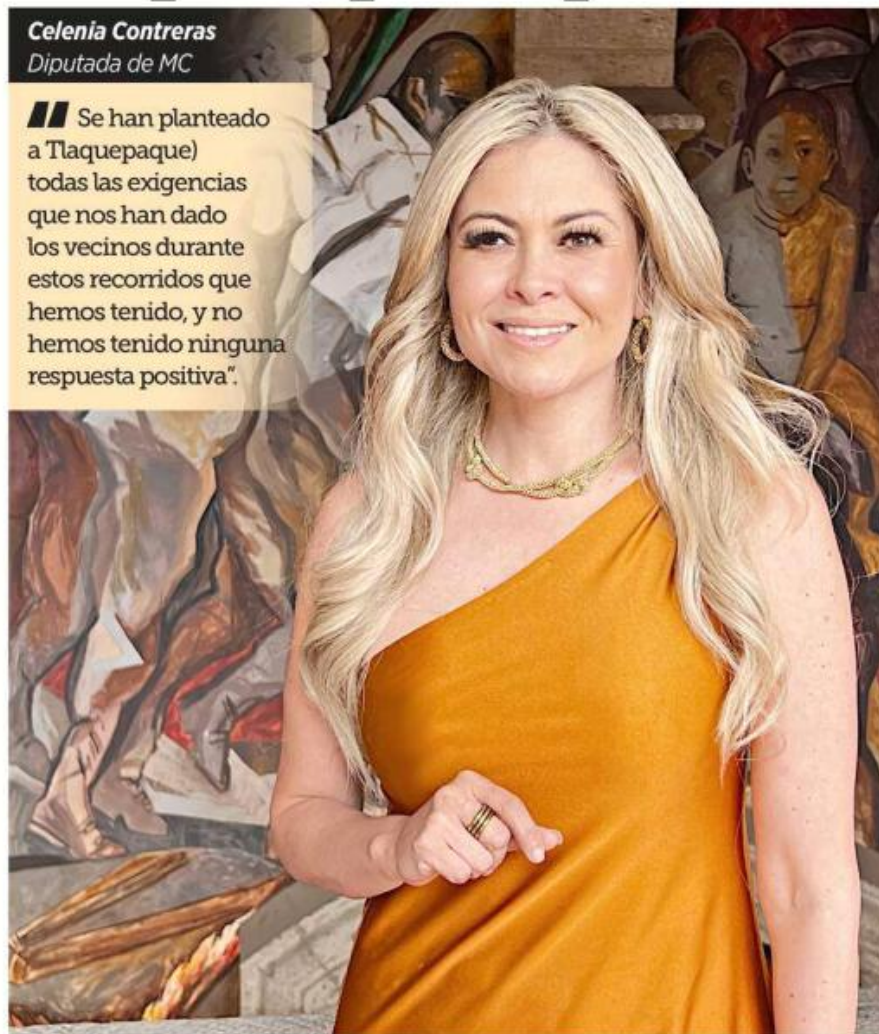 Celenia Contreras
Diputada de MC
" Se han planteado
a Tlaquepaque)
todas las exigencias
que nos han dado
los vecinos durante
estos recorridos que
hemos tenido, y no
hemos tenido ninguna
respuesta positiva".